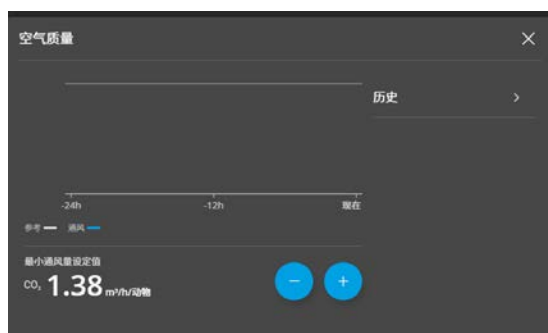 空气质量
历史
-24h -12h 现在
参考 通风
最小通风量设定值
CO₂ 1.38 m³/h/动物